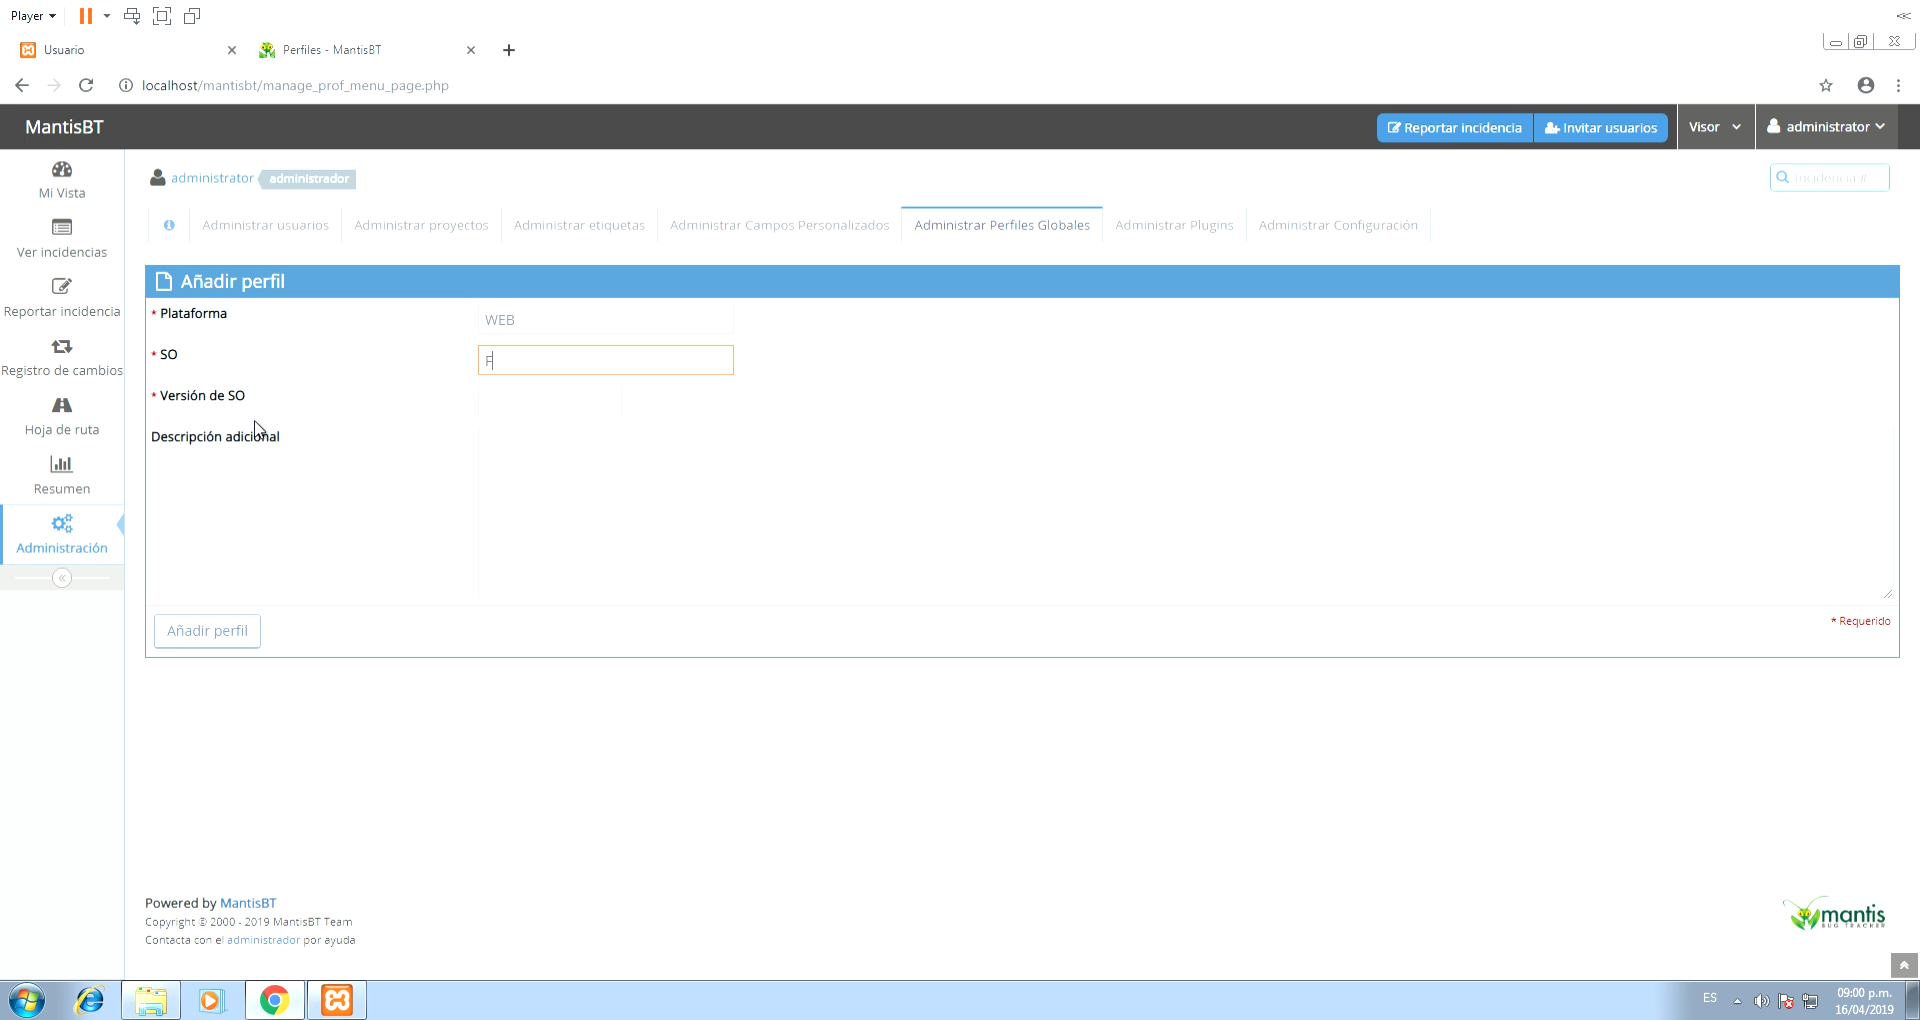 Player
Usuario
Perfiles - MantisBT
localhost/mantisbt/manage_prof_menu_page.php
MantisBT
Reportar incidencia
Invitar usuarios
Visor
administrator
Mi Vista
Ver incidencias
Reportar incidencia
Registro de cambios
Hoja de ruta
Resumen
Administración
administrator administrador
incidencia #
Administrar usuarios
Administrar proyectos
Administrar etiquetas
Administrar Campos Personalizados
Administrar Perfiles Globales
Administrar Plugins
Administrar Configuración
Añadir perfil
* Plataforma
WEB
* SO
F
* Versión de SO
Descripción adicional
Añadir perfil
* Requerido
Powered by MantisBT
Copyright © 2000 - 2019 MantisBT Team
Contacta con el administrador por ayuda
mantis
BUG TRACKER
ES
09:00 p.m.
16/04/2019